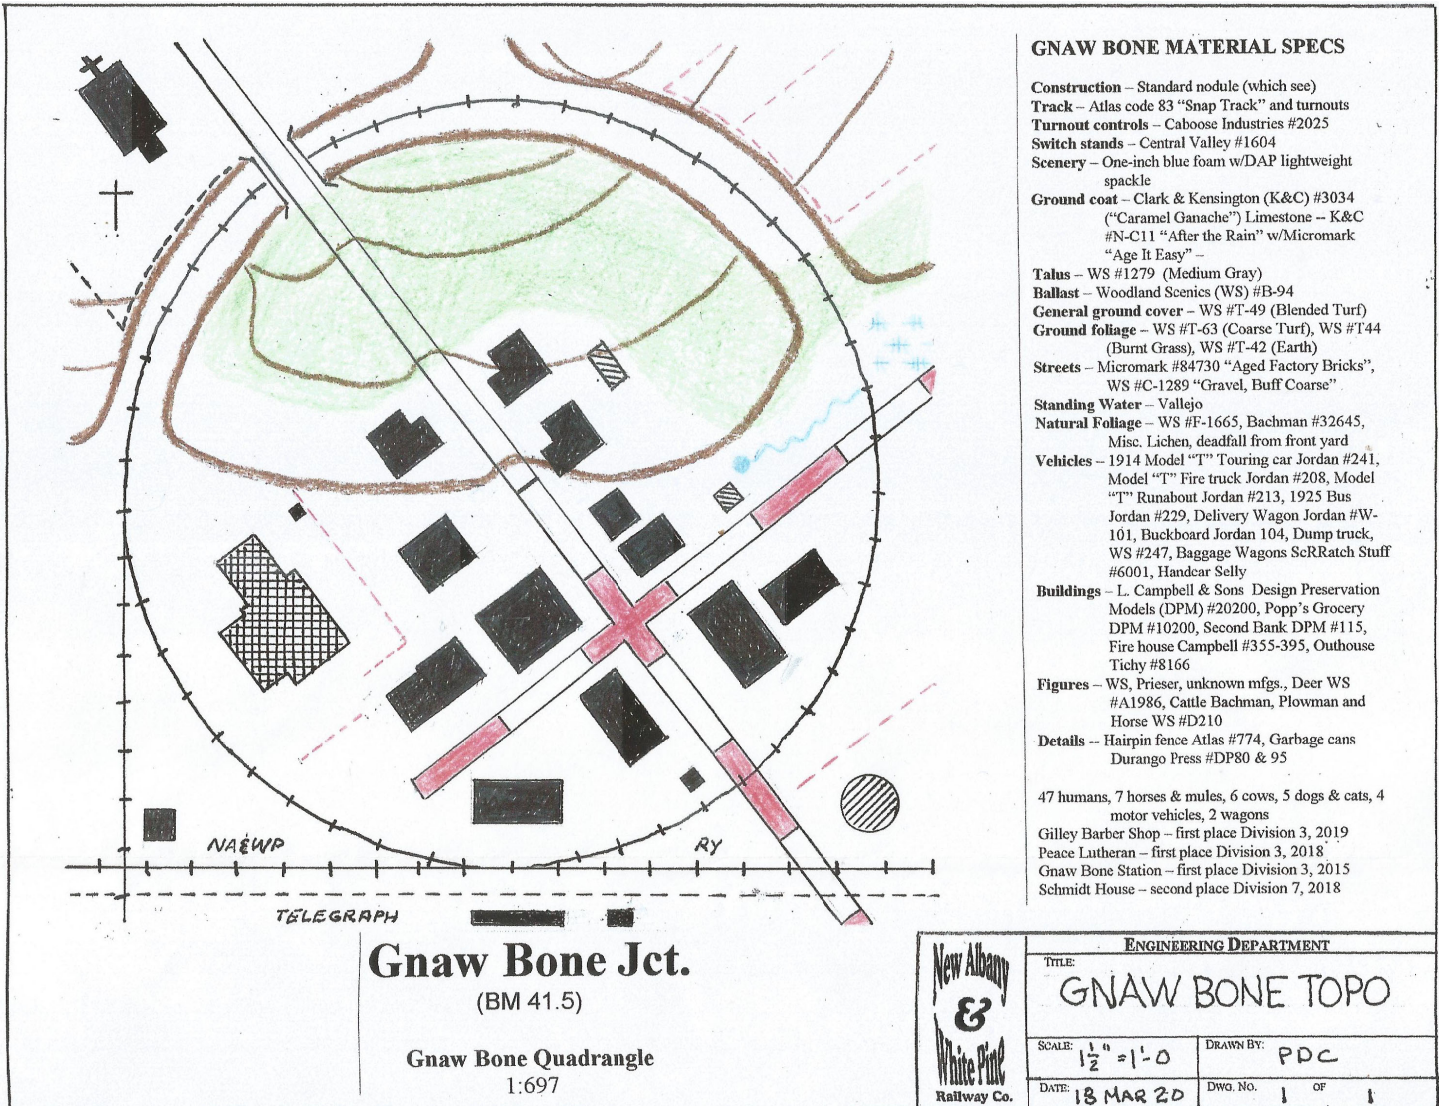 GNAW BONE MATERIAL SPECS
Construction – Standard nodule (which see)
Track – Atlas code 83 “Snap Track” and turnouts
Turnout controls – Caboose Industries #2025
Switch stands – Central Valley #1604
Scenery – One-inch blue foam w/DAP lightweight
spackle
Ground coat – Clark & Kensington (K&C) #3034
(“Caramel Ganache”) Limestone -- K&C
#N-C11 “After the Rain” w/Micromark
“Age It Easy” –
Talus – WS #1279 (Medium Gray)
Ballast – Woodland Scenics (WS) #B-94
General ground cover – WS #T-49 (Blended Turf)
Ground foliage – WS #T-63 (Coarse Turf), WS #T44
(Burnt Grass), WS #T-42 (Earth)
Streets – Micromark #84730 “Aged Factory Bricks”,
WS #C-1289 “Gravel, Buff Coarse”
Standing Water – Vallejo
Natural Foliage – WS #F-1665, Bachman #32645,
Misc. Lichen, deadfall from front yard
Vehicles – 1914 Model “T” Touring car Jordan #241,
Model “T” Fire truck Jordan #208, Model
“T” Runabout Jordan #213, 1925 Bus
Jordan #229, Delivery Wagon Jordan #W-
101, Buckboard Jordan 104, Dump truck,
WS #247, Baggage Wagons ScRRatch Stuff
#6001, Handcar Selly
Buildings – L. Campbell & Sons Design Preservation
Models (DPM) #20200, Popp’s Grocery
DPM #10200, Second Bank DPM #115,
Fire house Campbell #355-395, Outhouse
Tichy #8166
Figures – WS, Prieser, unknown mfgs., Deer WS
#A1986, Cattle Bachman, Plowman and
Horse WS #D210
Details -- Hairpin fence Atlas #774, Garbage cans
Durango Press #DP80 & 95
47 humans, 7 horses & mules, 6 cows, 5 dogs & cats, 4
motor vehicles, 2 wagons
Gilley Barber Shop – first place Division 3, 2019
Peace Lutheran – first place Division 3, 2018
Gnaw Bone Station – first place Division 3, 2015
Schmidt House – second place Division 7, 2018
NA&WP RY
TELEGRAPH
Gnaw Bone Jct.
(BM 41.5)
Gnaw Bone Quadrangle
1:697
New Albany
&
White Pine
Railway Co.
ENGINEERING DEPARTMENT
TITLE:
GNAW BONE TOPO
SCALE: 1½" = 1'-0
DRAWN BY: PDC
DATE: 18 MAR 20
DWG. NO. 1 OF 1